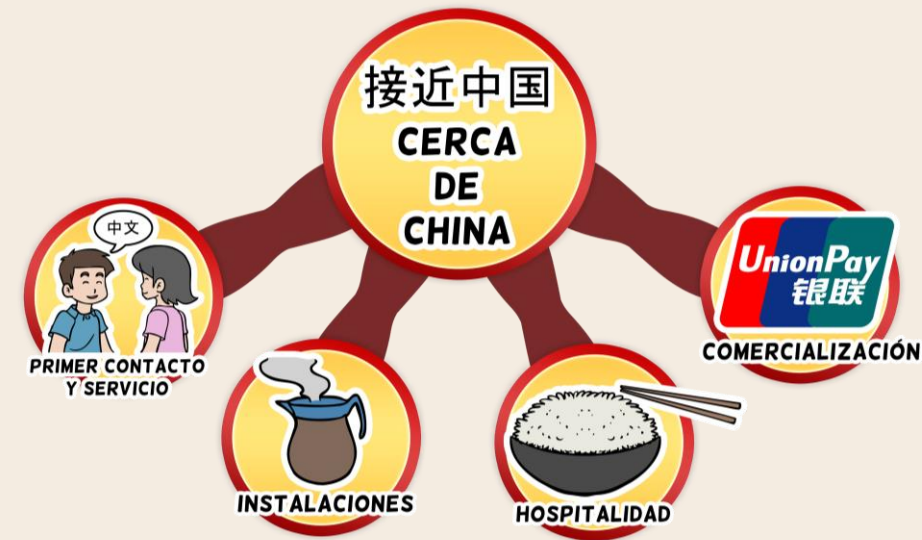 接近中国
CERCA
DE
CHINA
中文
PRIMER CONTACTO
Y SERVICIO
INSTALACIONES
HOSPITALIDAD
UnionPay
银联
COMERCIALIZACIÓN